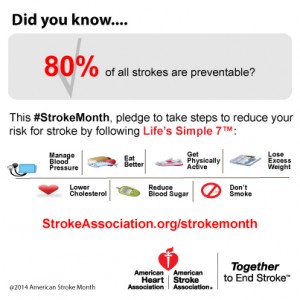 Did you know....
80% of all strokes are preventable?
This #StrokeMonth, pledge to take steps to reduce your
risk for stroke by following Life's Simple 7™:
Manage
Blood
Pressure
Eat
Better
Get
Physically
Active
Lose
Excess
Weight
Lower
Cholesterol
Reduce
Blood Sugar
Don't
Smoke
StrokeAssociation.org/strokemonth
American
Heart
Association®
American
Stroke
Association®
Together
to End Stroke™
@2014 American Stroke Month